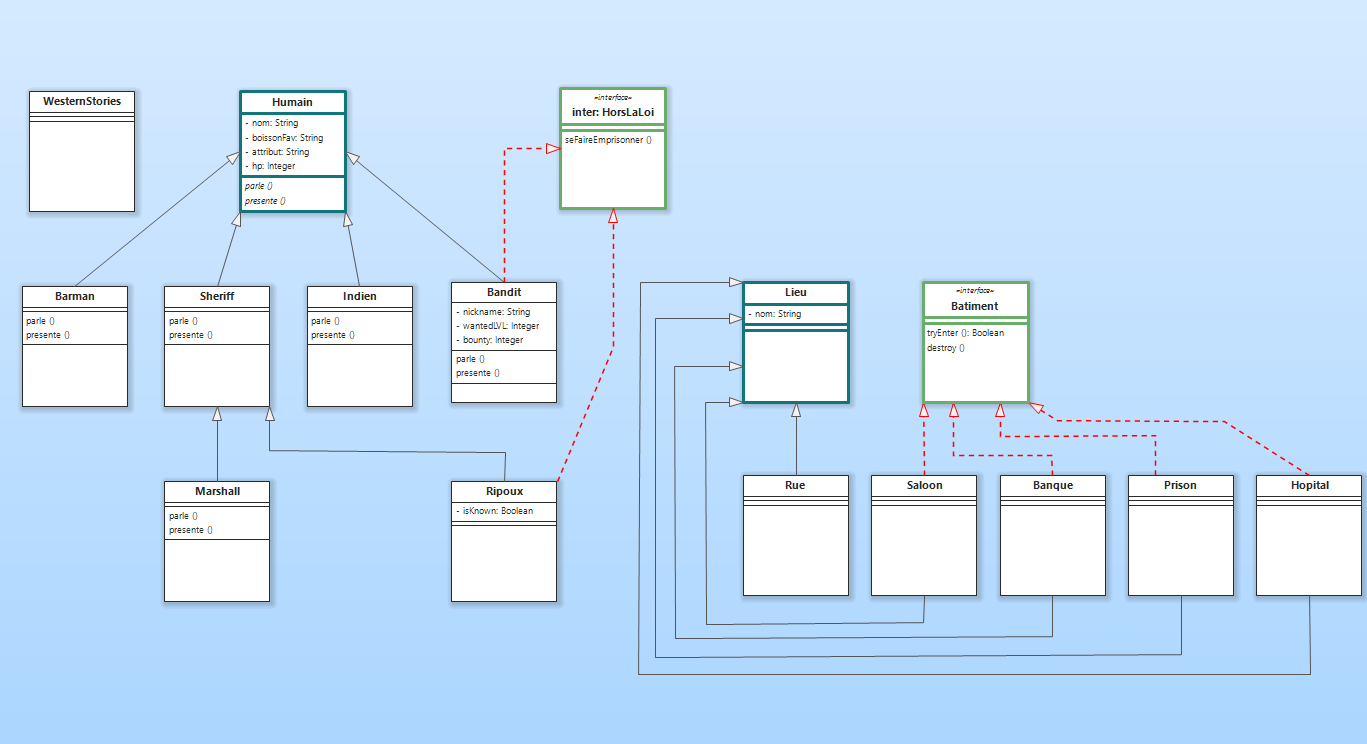 WesternStories
Humain
- nom: String
- boissonFav: String
- attribut: String
- hp: Integer
parle ()
presente ()
«interface»
inter: HorsLaLoi
seFaireEmprisonner ()
Barman
parle ()
presente ()
Sheriff
parle ()
presente ()
Indien
parle ()
presente ()
Bandit
- nickname: String
- wantedLVL: Integer
- bounty: Integer
parle ()
presente ()
Lieu
- nom: String
«interface»
Batiment
tryEnter (): Boolean
destroy ()
Marshall
parle ()
presente ()
Ripoux
- isKnown: Boolean
Rue
Saloon
Banque
Prison
Hopital